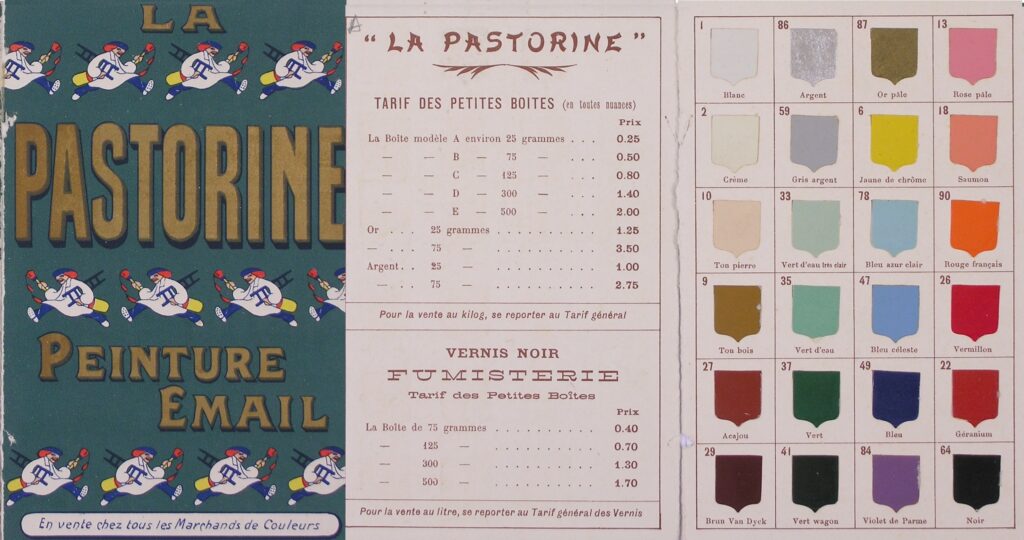 LA
PASTORINE
PEINTURE
EMAIL
En vente chez tous les Marchands de Couleurs
"LA PASTORINE"
TARIF DES PETITES BOITES (en toutes nuances)
Prix
La Boîte modèle A environ 25 grammes . . . 0.25
— — B — 75 — . . . 0.50
— — C — 125 — . . . 0.80
— — D — 300 — . . . 1.40
— — E — 500 — . . . 2.00
Or . . . . 25 grammes . . . . . . . . . . 1.25
— . . . . 75 — . . . . . . . . . . 3.50
Argent. . 25 — . . . . . . . . . . 1.00
— . . 75 — . . . . . . . . . . 2.75
Pour la vente au kilog, se reporter au Tarif général
VERNIS NOIR
FUMISTERIE
Tarif des Petites Boîtes
Prix
La Boîte de 75 grammes . . . . . . . . . . 0.40
— 125 — . . . . . . . . . . 0.70
— 300 — . . . . . . . . . . 1.30
— 500 — . . . . . . . . . . 1.70
Pour la vente au litre, se reporter au Tarif général des Vernis
1 86 87 13
Blanc Argent Or pâle Rose pâle
2 59 6 18
Crème Gris argent Jaune de chrôme Saumon
10 33 78 90
Ton pierre Vert d'eau très clair Bleu azur clair Rouge français
9 35 47 26
Ton bois Vert d'eau Bleu céleste Vermillon
27 37 49 22
Acajou Vert Bleu Géranium
29 41 84 64
Brun Van Dyck Vert wagon Violet de Parme Noir